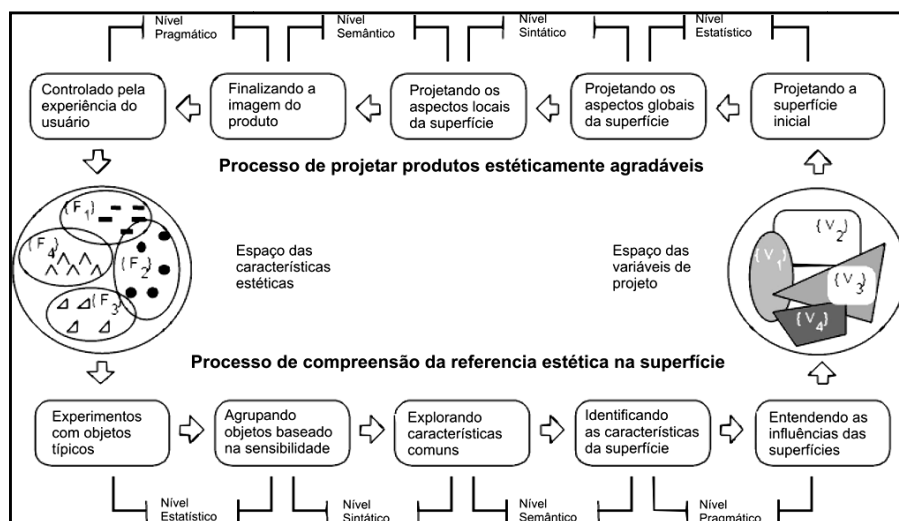 Nível
Pragmático
Nível
Semântico
Nível
Sintático
Nível
Estatístico
Controlado pela
experiência do
usuário
Finalizando a
imagem do
produto
Projetando os
aspectos locais
da superfície
Projetando os
aspectos globais
da superfície
Projetando a
superfície
inicial
Processo de projetar produtos estéticamente agradáveis
{F1}
{F4}
{F2}
{F3}
Espaço das
características
estéticas
Espaço das
variáveis de
projeto
{V2}
{V1}
{V3}
{V4}
Processo de compreensão da referencia estética na superfície
Experimentos
com objetos
típicos
Agrupando
objetos baseado
na sensibilidade
Explorando
características
comuns
Identificando
as características
da superfície
Entendendo as
influências das
superfícies
Nível
Estatístico
Nível
Sintático
Nível
Semântico
Nível
Pragmático